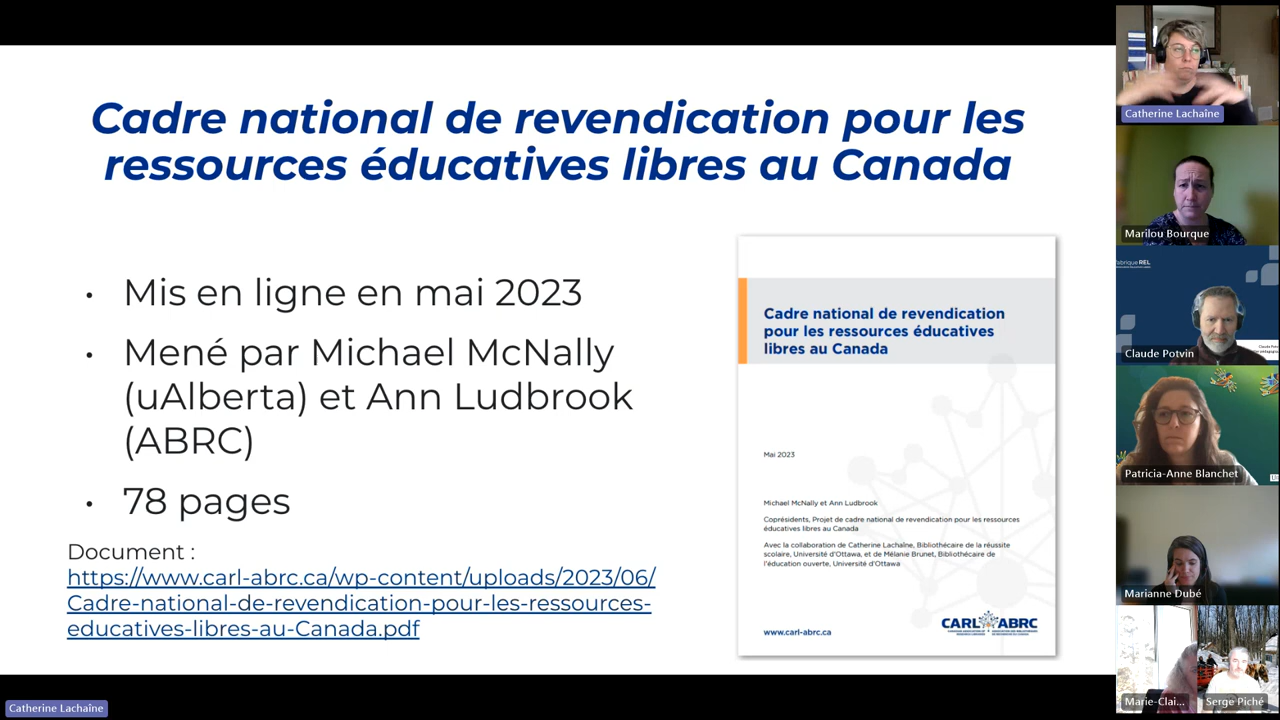 Cadre national de revendication pour les
ressources éducatives libres au Canada
• Mis en ligne en mai 2023
• Mené par Michael McNally
(uAlberta) et Ann Ludbrook
(ABRC)
• 78 pages
Document :
https://www.carl-abrc.ca/wp-content/uploads/2023/06/
Cadre-national-de-revendication-pour-les-ressources-
educatives-libres-au-Canada.pdf
Cadre national de revendication
pour les ressources éducatives
libres au Canada
Mai 2023
Michael McNally et Ann Ludbrook
Coprésidents, Projet de cadre national de revendication pour les ressources
éducatives libres au Canada
Avec la collaboration de Catherine Lachaîne, Bibliothécaire de la réussite
scolaire, Université d'Ottawa, et de Mélanie Brunet, Bibliothécaire de
l'éducation ouverte, Université d'Ottawa
www.carl-abrc.ca
CARL ABRC
Catherine Lachaîne
Marilou Bourque
fabrique REL
Claude Potvin
Patricia-Anne Blanchet
Marianne Dubé
Marie-Clai...
Serge Piché
Catherine Lachaîne